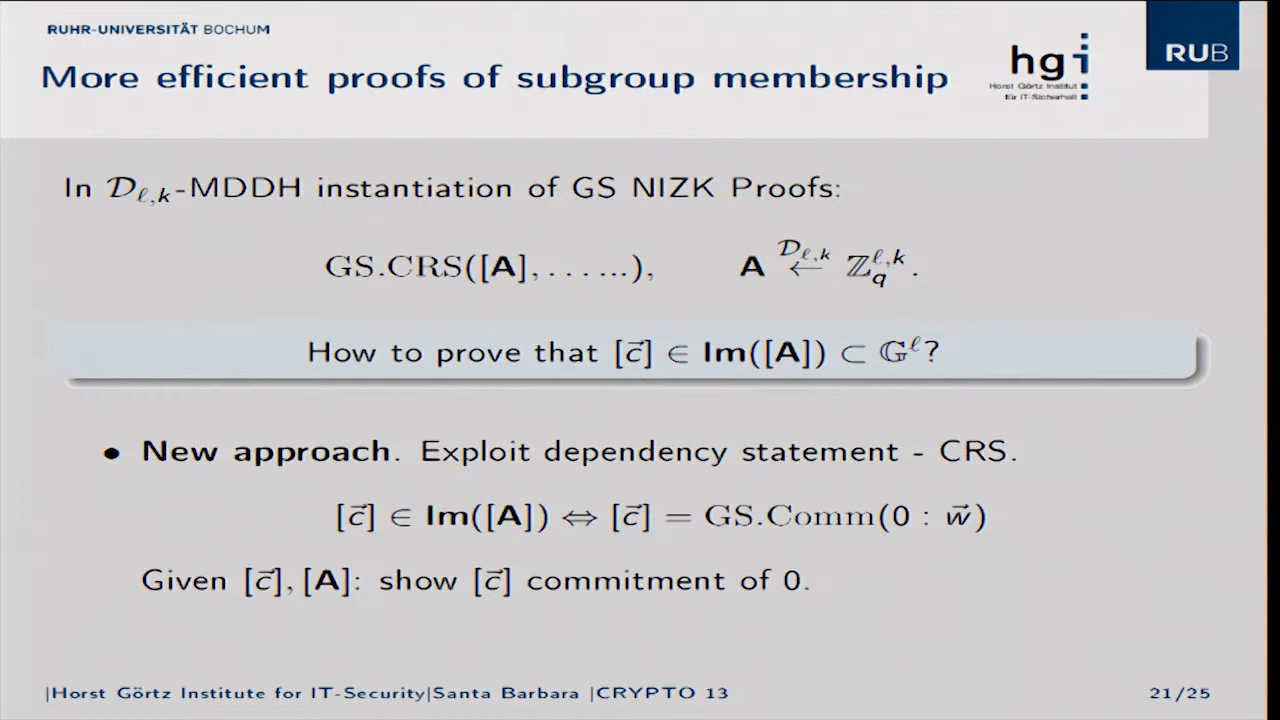 RUHR-UNIVERSITÄT BOCHUM
More efficient proofs of subgroup membership
hgi
Horst Görtz Institut
für IT-Sicherheit
RUB
In 𝒟ℓ,k-MDDH instantiation of GS NIZK Proofs:
GS.CRS([A], . . . ...), A 𝒟ℓ,k ← ℤ_q^{ℓ,k}.
How to prove that [c⃗] ∈ Im([A]) ⊂ 𝔾^ℓ?
• New approach. Exploit dependency statement - CRS.
[c⃗] ∈ Im([A]) ⇔ [c⃗] = GS.Comm(0 : w⃗)
Given [c⃗], [A]: show [c⃗] commitment of 0.
|Horst Görtz Institute for IT-Security|Santa Barbara |CRYPTO 13
21/25